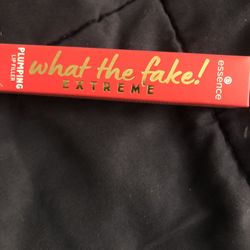 PLUMPING
LIP FILLER
what the fake!
EXTREME
essence